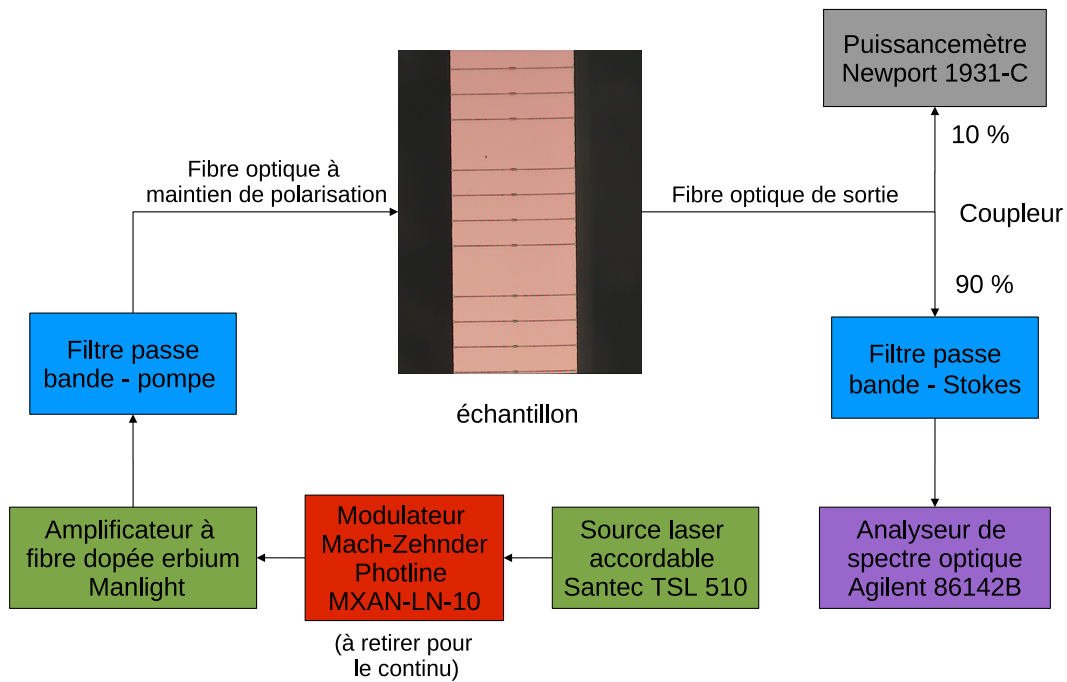 Puissancemètre
Newport 1931-C
10 %
Fibre optique à
maintien de polarisation
Fibre optique de sortie
Coupleur
90 %
Filtre passe
bande - pompe
Filtre passe
bande - Stokes
échantillon
Amplificateur à
fibre dopée erbium
Manlight
Modulateur
Mach-Zehnder
Photline
MXAN-LN-10
(à retirer pour
le continu)
Source laser
accordable
Santec TSL 510
Analyseur de
spectre optique
Agilent 86142B